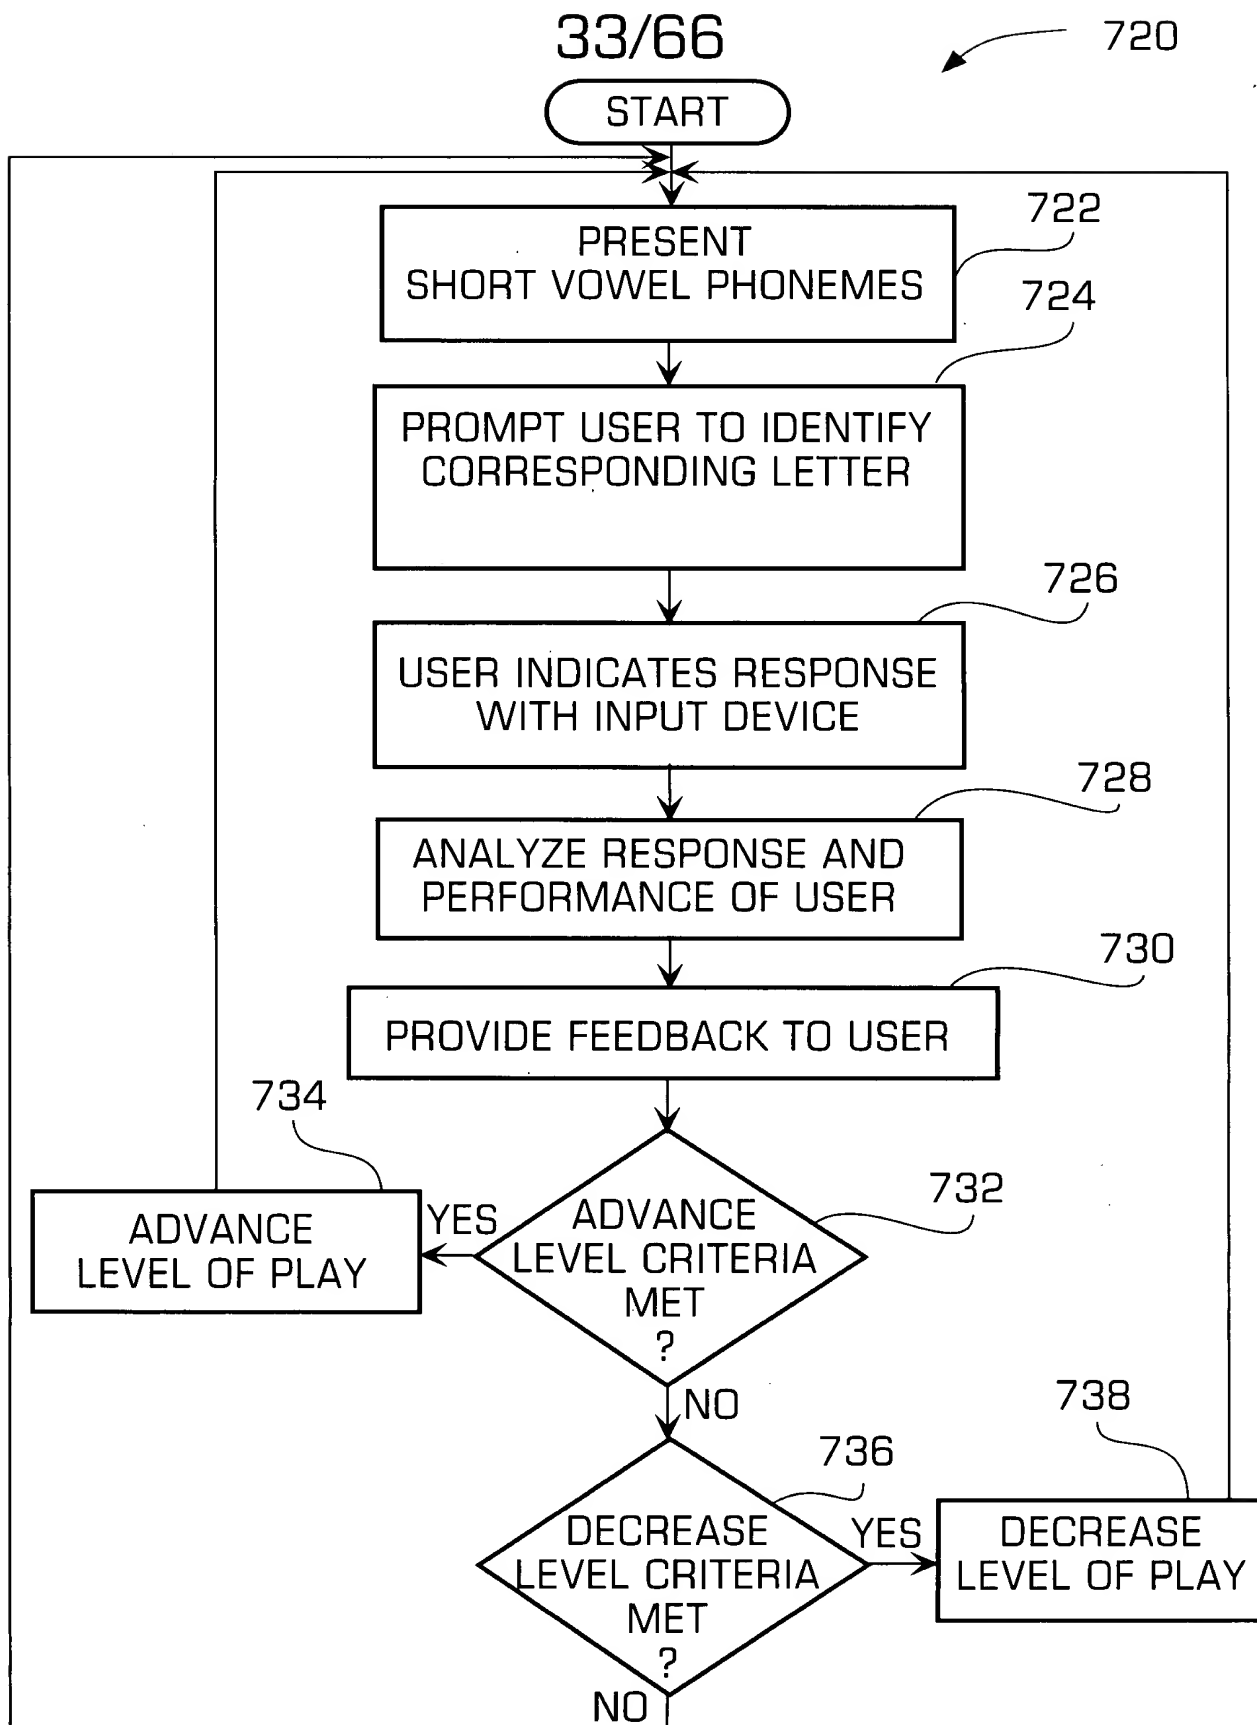 33/66
720
START
722
PRESENT
SHORT VOWEL PHONEMES
724
PROMPT USER TO IDENTIFY
CORRESPONDING LETTER
726
USER INDICATES RESPONSE
WITH INPUT DEVICE
728
ANALYZE RESPONSE AND
PERFORMANCE OF USER
730
PROVIDE FEEDBACK TO USER
734
732
ADVANCE
LEVEL OF PLAY
YES
ADVANCE
LEVEL CRITERIA
MET
?
NO
738
736
DECREASE
LEVEL CRITERIA
MET
?
YES
DECREASE
LEVEL OF PLAY
NO